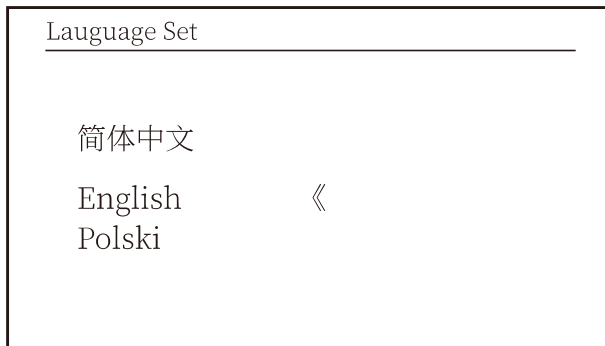 Lauguage Set
简体中文
English 《
Polski